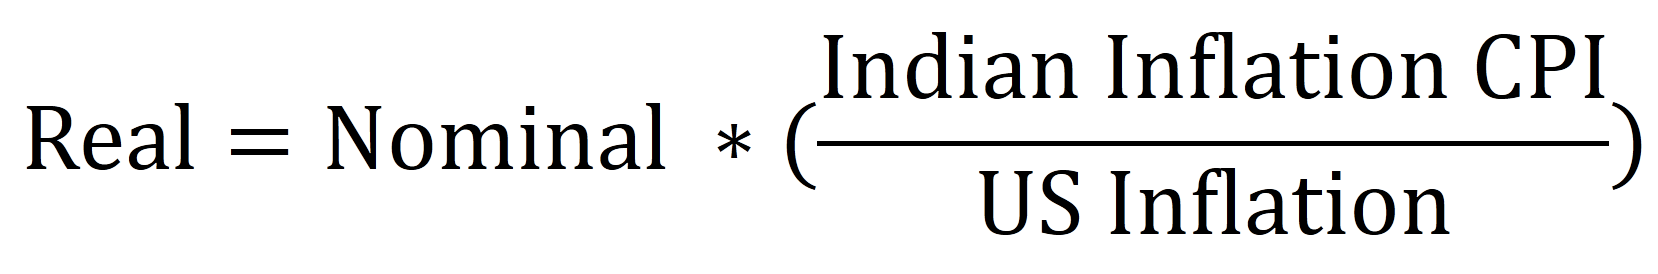 Real = Nominal * (Indian Inflation CPI
US Inflation)